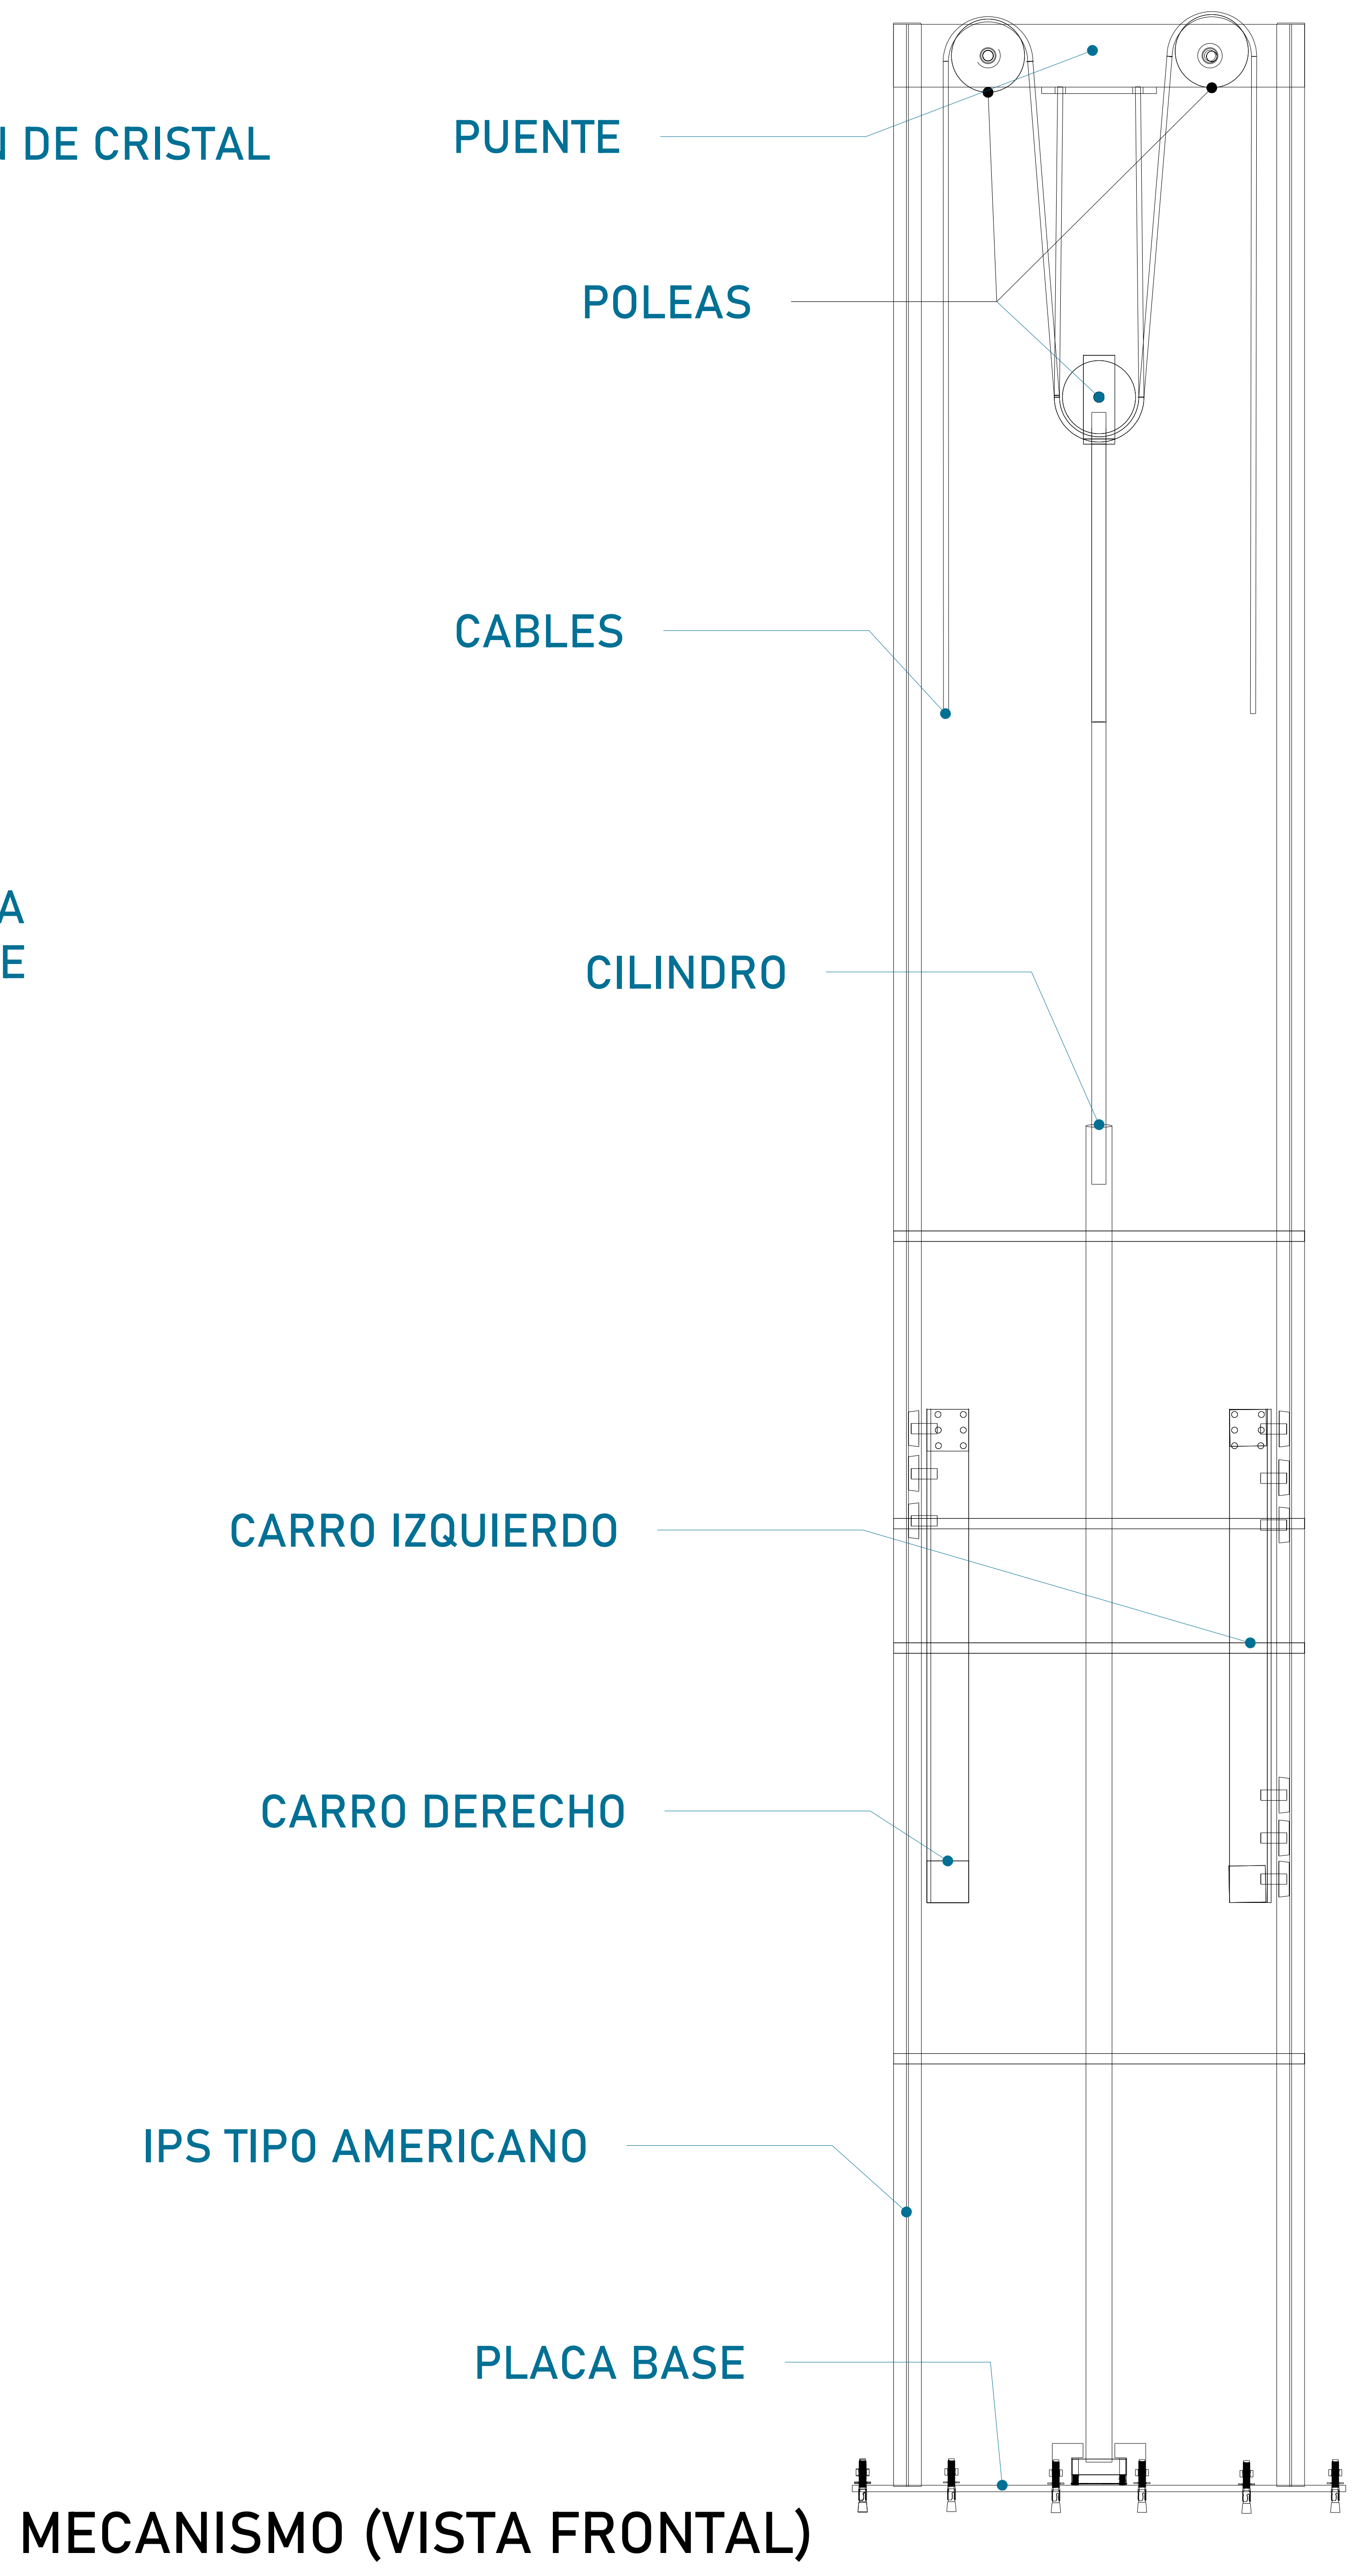 DE CRISTAL
PUENTE
POLEAS
CABLES
A
E
CILINDRO
CARRO IZQUIERDO
CARRO DERECHO
IPS TIPO AMERICANO
PLACA BASE
MECANISMO (VISTA FRONTAL)